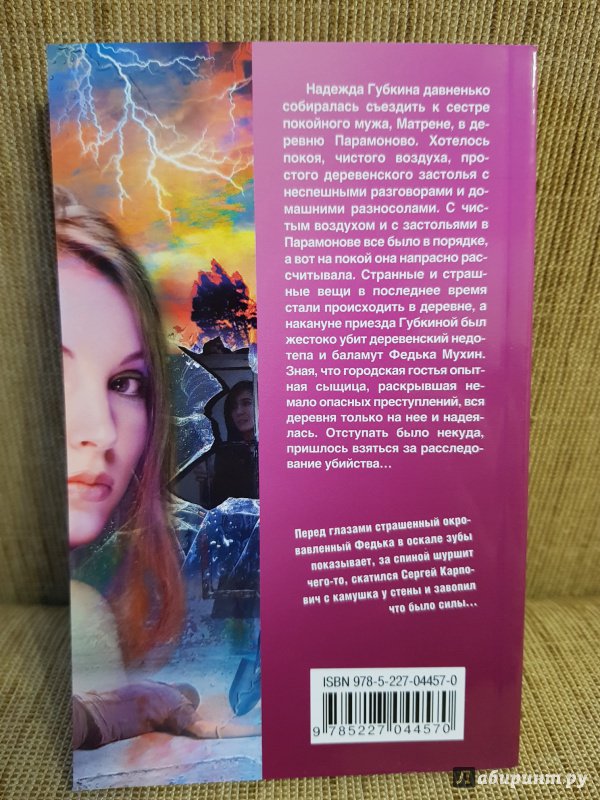 Надежда Губкина давненько
собиралась съездить к сестре
покойного мужа, Матрене, в де-
ревню Парамоново. Хотелось
покоя, чистого воздуха, про-
стого деревенского застолья с
неспешными разговорами и до-
машними разносолами. С чис-
тым воздухом и с застольями в
Парамонове все было в порядке,
а вот на покой она напрасно рас-
считывала. Странные и страш-
ные вещи в последнее время
стали происходить в деревне, а
накануне приезда Губкиной был
жестоко убит деревенский недо-
тепа и баламут Федька Мухин.
Зная, что городская гостья опыт-
ная сыщица, раскрывшая не-
мало опасных преступлений, вся
деревня только на нее и надея-
лась. Отступать было некуда,
пришлось взяться за расследо-
вание убийства…
Перед глазами страшенный окро-
вавленный Федька в оскале зубы
показывает, за спиной шуршит
чего-то, скатился Сергей Карпо-
вич с камушка у стены и завопил
что было силы…
ISBN 978-5-227-04457-0
9 785227 044570
Лабиринт.ру